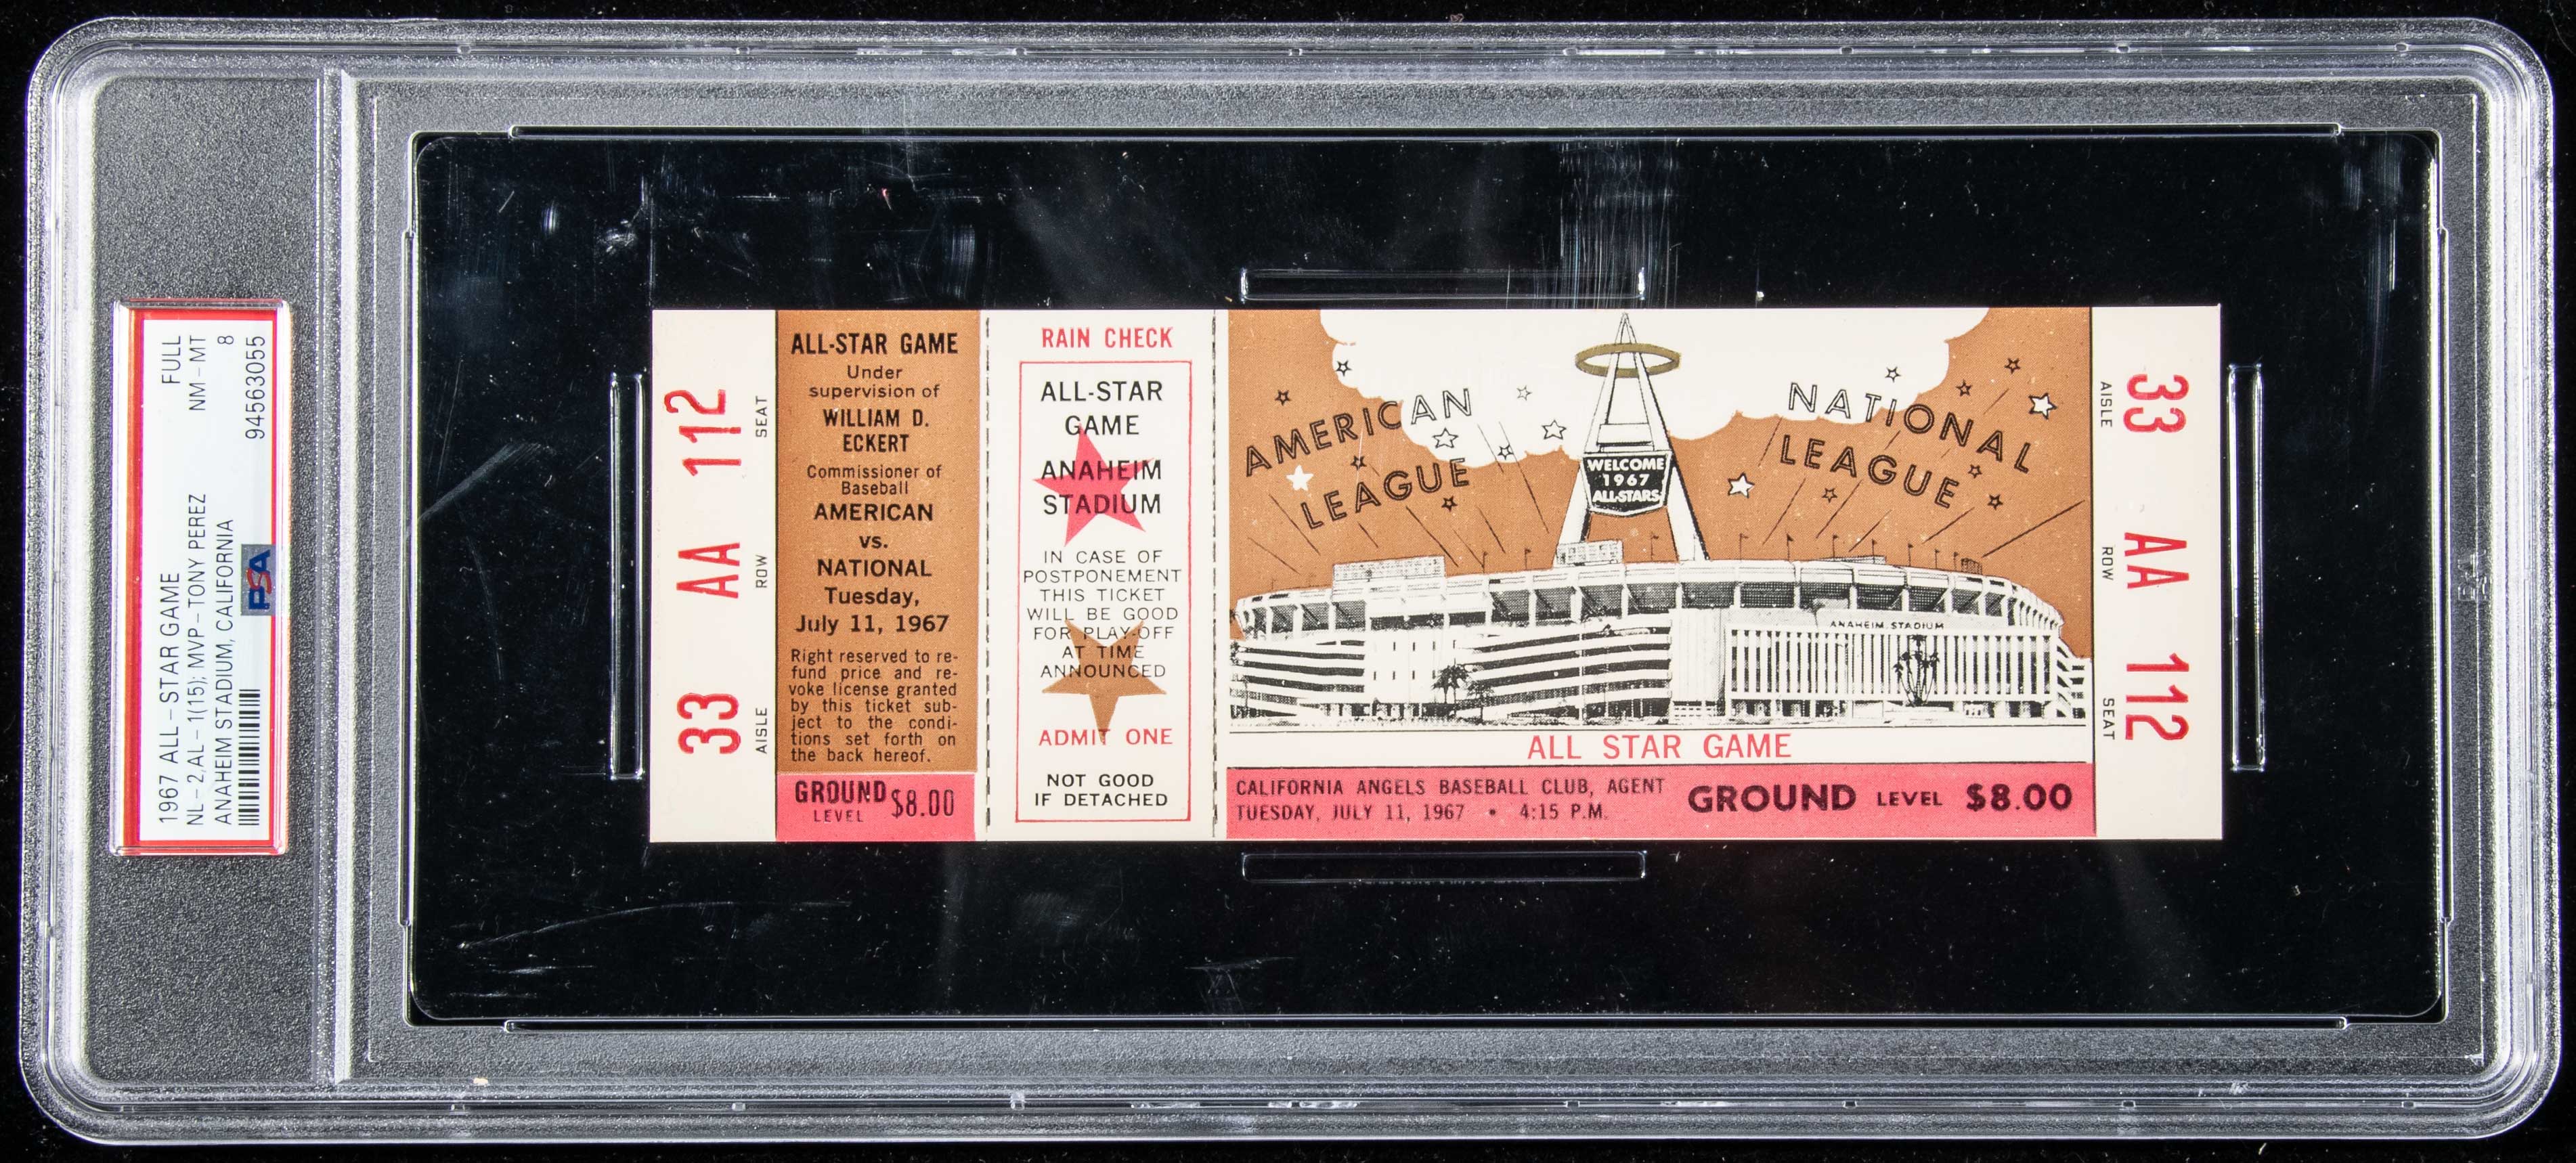 1967 ALL-STAR GAME FULL
NL-2,AL-1(15); MVP-TONY PEREZ NM-MT
ANAHEIM STADIUM, CALIFORNIA 8
94563055
PSA
33 AA 112
AISLE ROW SEAT
ALL-STAR GAME
Under
supervision of
WILLIAM D.
ECKERT
Commissioner of
Baseball
AMERICAN
vs.
NATIONAL
Tuesday,
July 11, 1967
Right reserved to re-
fund price and re-
voke license granted
by this ticket sub-
ject to the condi-
tions set forth on
the back hereof.
GROUND
LEVEL
$8.00
RAIN CHECK
ALL-STAR
GAME
ANAHEIM
STADIUM
IN CASE OF
POSTPONEMENT
THIS TICKET
WILL BE GOOD
FOR PLAY-OFF
AT TIME
ANNOUNCED
ADMIT ONE
NOT GOOD
IF DETACHED
AMERICAN
LEAGUE
NATIONAL
LEAGUE
WELCOME
1967
ALL-STARS
ANAHEIM STADIUM
ALL STAR GAME
CALIFORNIA ANGELS BASEBALL CLUB, AGENT
TUESDAY, JULY 11, 1967 • 4:15 P.M.
GROUND LEVEL $8.00
33 AA 112
AISLE ROW SEAT